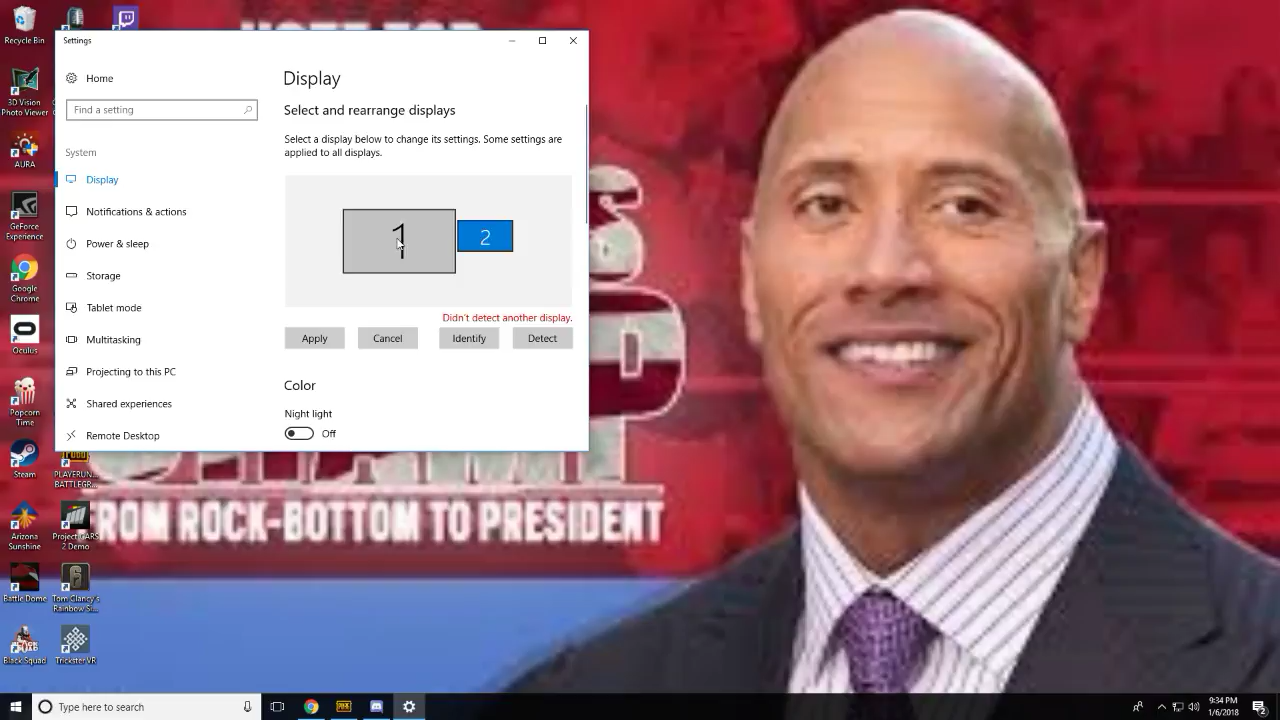 Recycle Bin
Settings
Home
Find a setting
System
Display
Notifications & actions
Power & sleep
Storage
Tablet mode
Multitasking
Projecting to this PC
Shared experiences
Remote Desktop
Display
Select and rearrange displays
Select a display below to change its settings. Some settings are
applied to all displays.
1
2
Didn't detect another display.
Apply
Cancel
Identify
Detect
Color
Night light
Off
3D Vision
Photo Viewer
AURA
GeForce
Experience
Google
Chrome
Oculus
Popcorn
Time
Steam
PLAYERUN...
BATTLEGR...
Arizona
Sunshine
Project CARS
2 Demo
Battle Dome
Tom Clancy's
Rainbow Si...
Black Squad
Trickster VR
FROM ROCK-BOTTOM TO PRESIDENT
Type here to search
9:34 PM
1/6/2018
2